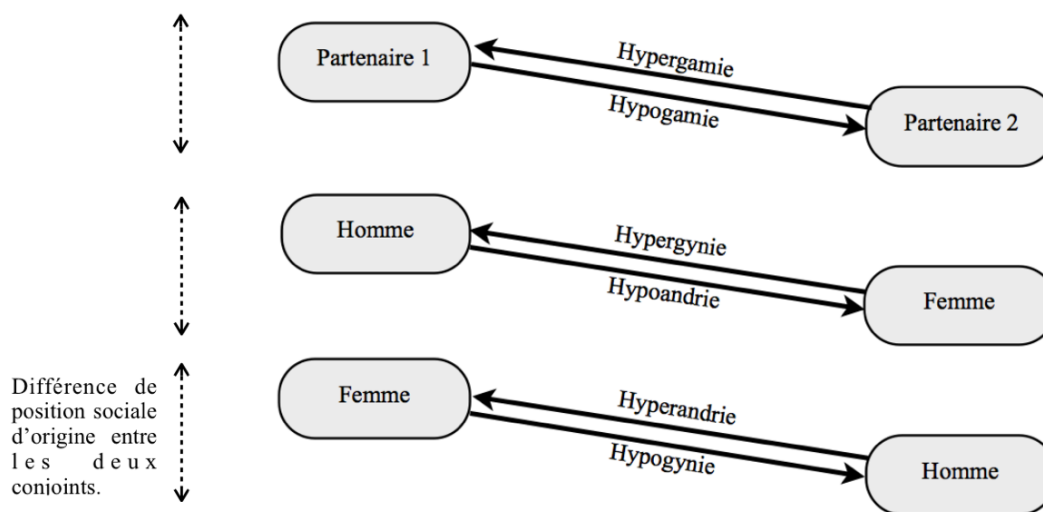 Partenaire 1
Hypergamie
Hypogamie
Partenaire 2
Homme
Hypergynie
Hypoandrie
Femme
Différence de
position sociale
d'origine entre
les deux
conjoints.
Femme
Hyperandrie
Hypogynie
Homme